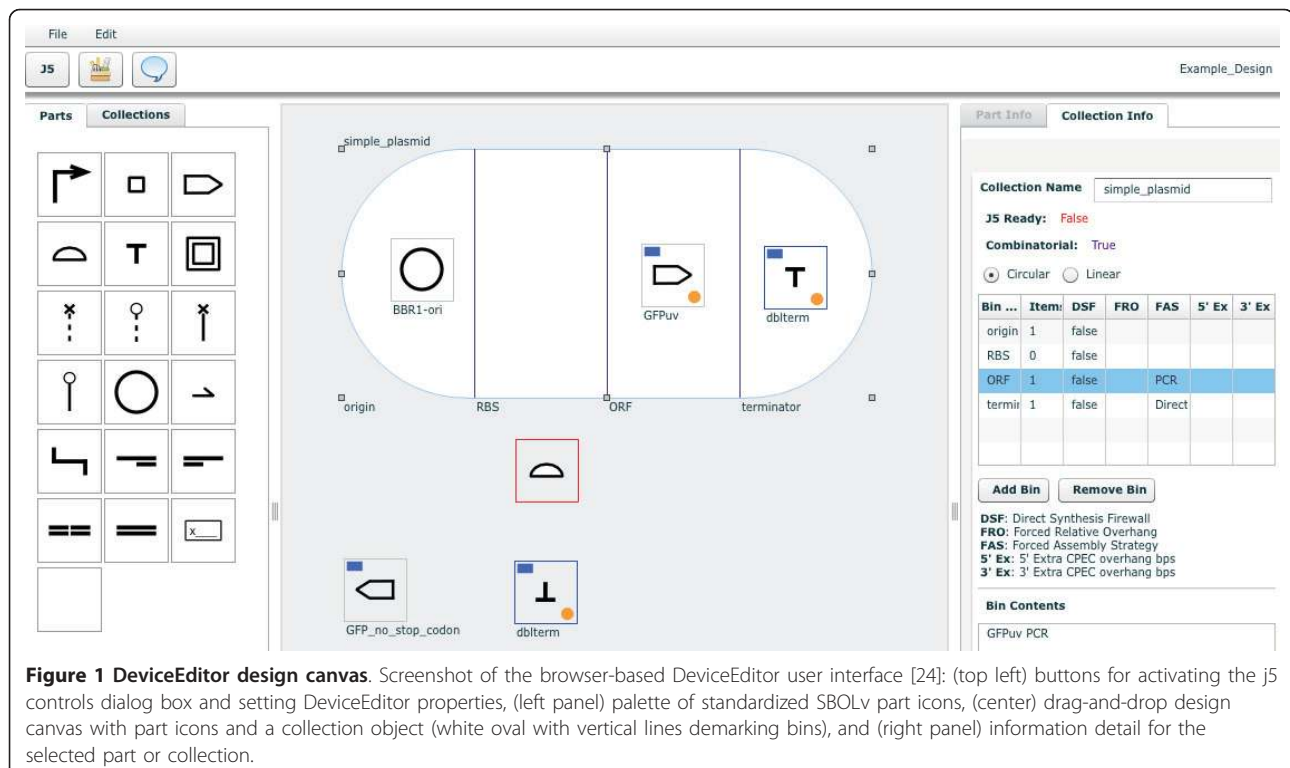 File Edit
J5
Example_Design
Parts Collections
Part Info Collection Info
simple_plasmid
BBR1-ori
GFPuv
dblterm
origin RBS ORF terminator
GFP_no_stop_codon
dblterm
x___
Collection Name simple_plasmid
J5 Ready: False
Combinatorial: True
Circular Linear
Bin ... Item: DSF FRO FAS 5' Ex 3' Ex
origin 1 false
RBS 0 false
ORF 1 false PCR
termir 1 false Direct
Add Bin Remove Bin
DSF: Direct Synthesis Firewall
FRO: Forced Relative Overhang
FAS: Forced Assembly Strategy
5' Ex: 5' Extra CPEC overhang bps
3' Ex: 3' Extra CPEC overhang bps
Bin Contents
GFPuv PCR
Figure 1 DeviceEditor design canvas. Screenshot of the browser-based DeviceEditor user interface [24]: (top left) buttons for activating the j5
controls dialog box and setting DeviceEditor properties, (left panel) palette of standardized SBOLv part icons, (center) drag-and-drop design
canvas with part icons and a collection object (white oval with vertical lines demarking bins), and (right panel) information detail for the
selected part or collection.